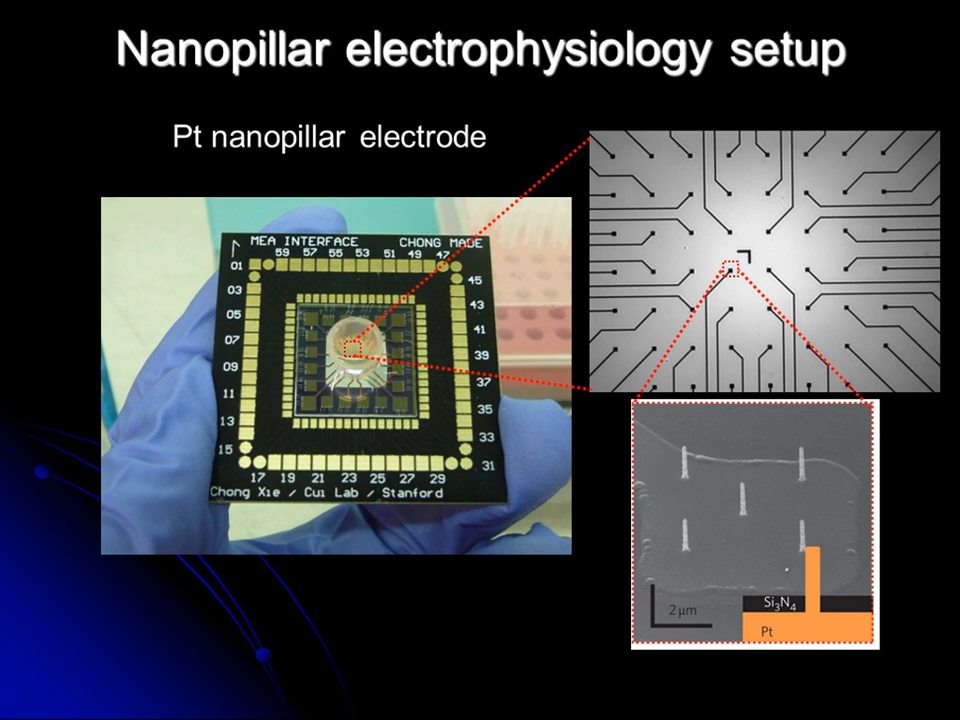 Nanopillar electrophysiology setup
Pt nanopillar electrode
MEA INTERFACE CHONG MADE
59 57 55 53 51 49 47
01
03
05
07
09
11
13
15
45
43
41
39
37
35
33
31
17 19 21 23 25 27 29
Chong Xie / Cui Lab / Stanford
Si3N4
2 μm
Pt